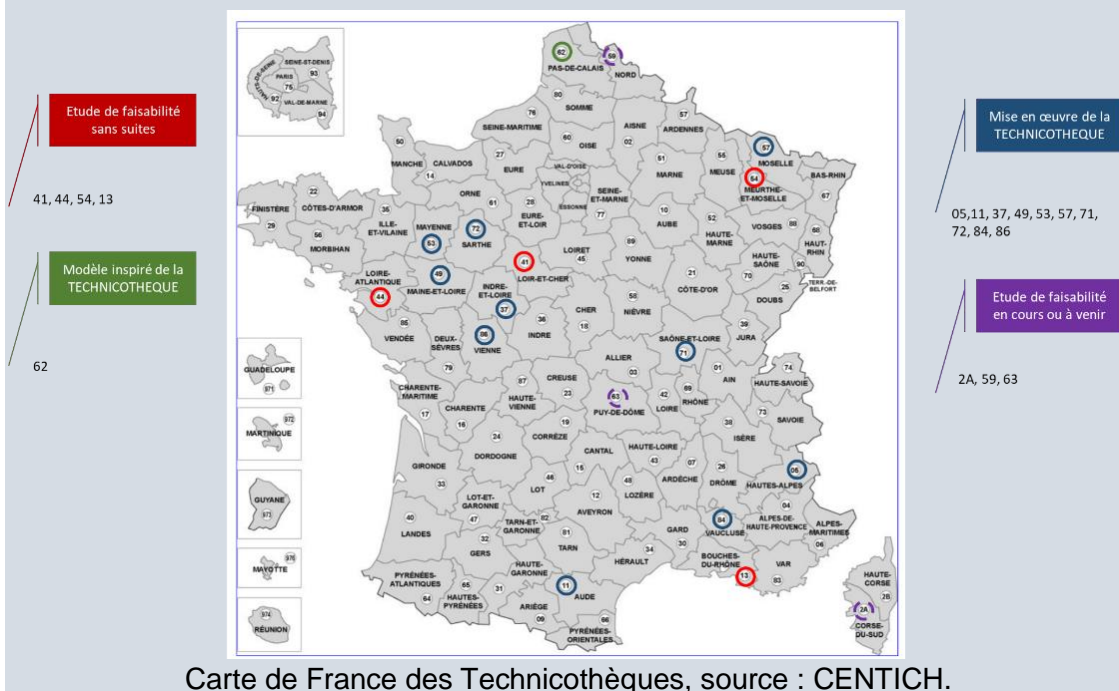 Etude de faisabilité
sans suites
41, 44, 54, 13
Modèle inspiré de la
TECHNICOTHEQUE
62
Mise en œuvre de la
TECHNICOTHEQUE
05,11, 37, 49, 53, 57, 71,
72, 84, 86
Etude de faisabilité
en cours ou à venir
2A, 59, 63
HAUTS-DE-SEINE
SEINE-ST-DENIS
93
PARIS
75
92
VAL-DE-MARNE
94
62
PAS-DE-CALAIS
59
NORD
80
SOMME
76
SEINE-MARITIME
AISNE
02
57
ARDENNES
60
OISE
50
MANCHE
CALVADOS
14
27
EURE
VAL-D'OISE
YVELINES
ESSONNE
SEINE-
ET-MARNE
77
51
MARNE
55
MEUSE
57
MOSELLE
54
MEURTHE-
ET-MOSELLE
BAS-RHIN
67
ORNE
61
28
EURE-
ET-LOIR
22
CÔTES-D'ARMOR
FINISTÈRE
29
56
MORBIHAN
35
ILLE-
ET-VILAINE
MAYENNE
53
72
SARTHE
10
AUBE
52
HAUTE-
MARNE
VOSGES
88
68
HAUT-
RHIN
LOIRET
45
89
YONNE
41
LOIR-ET-CHER
HAUTE-
SAÔNE
70
90
TERR.-DE-
BELFORT
LOIRE-
ATLANTIQUE
44
49
MAINE-ET-LOIRE
INDRE-
ET-LOIRE
37
21
CÔTE-D'OR
25
DOUBS
58
NIÈVRE
CHER
18
36
INDRE
85
VENDÉE
DEUX-
SÈVRES
79
86
VIENNE
SAÔNE-ET-LOIRE
71
39
JURA
ALLIER
03
01
AIN
74
HAUTE-SAVOIE
GUADELOUPE
971
CHARENTE-
MARITIME
17
CHARENTE
16
87
HAUTE-
VIENNE
CREUSE
23
63
PUY-DE-DÔME
42
LOIRE
69
RHÔNE
73
SAVOIE
38
ISÈRE
MARTINIQUE
972
24
DORDOGNE
19
CORRÈZE
CANTAL
15
HAUTE-LOIRE
43
07
ARDÈCHE
26
DRÔME
05
HAUTES-ALPES
GIRONDE
33
46
LOT
48
LOZÈRE
12
AVEYRON
GUYANE
973
LOT-ET-
GARONNE
47
TARN-ET-
GARONNE
82
81
TARN
40
LANDES
32
GERS
GARD
30
84
VAUCLUSE
04
ALPES-DE-
HAUTE-PROVENCE
ALPES-
MARITIMES
06
MAYOTTE
976
HAUTE-
GARONNE
31
34
HÉRAULT
BOUCHES-
DU-RHÔNE
13
VAR
83
PYRÉNÉES-
ATLANTIQUES
64
65
HAUTES-
PYRÉNÉES
ARIÈGE
09
11
AUDE
66
PYRÉNÉES-
ORIENTALES
RÉUNION
974
HAUTE-
CORSE
2B
2A
CORSE-
DU-SUD
Carte de France des Technicothèques, source : CENTICH.